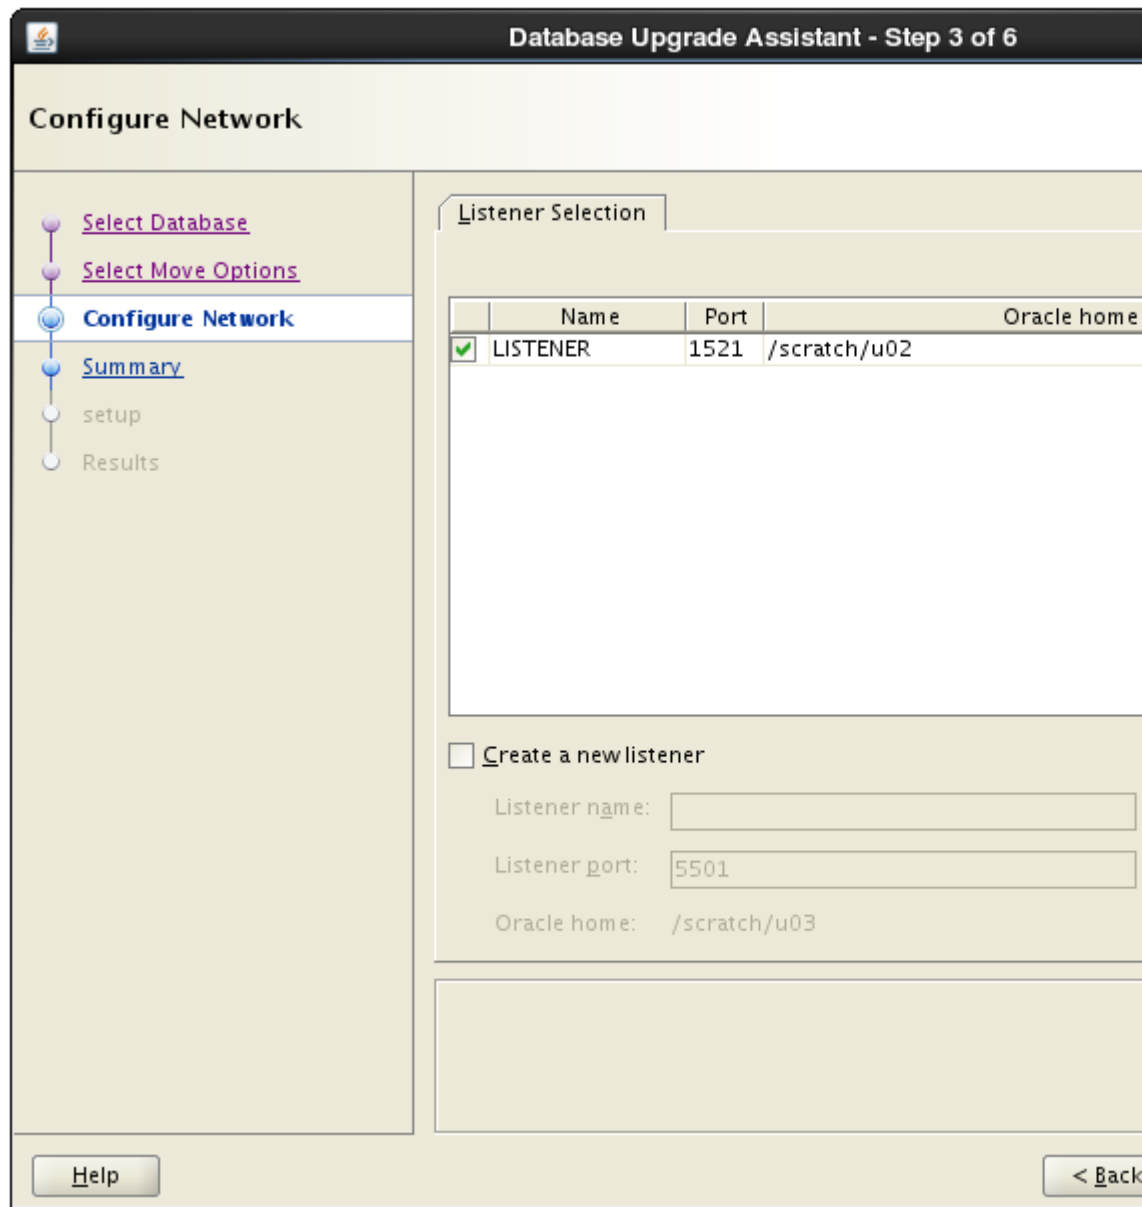 Database Upgrade Assistant - Step 3 of 6
Configure Network
Select Database
Select Move Options
Configure Network
Summary
setup
Results
Listener Selection
Name Port Oracle home
LISTENER 1521 /scratch/u02
Create a new listener
Listener name:
Listener port: 5501
Oracle home: /scratch/u03
Help
< Back